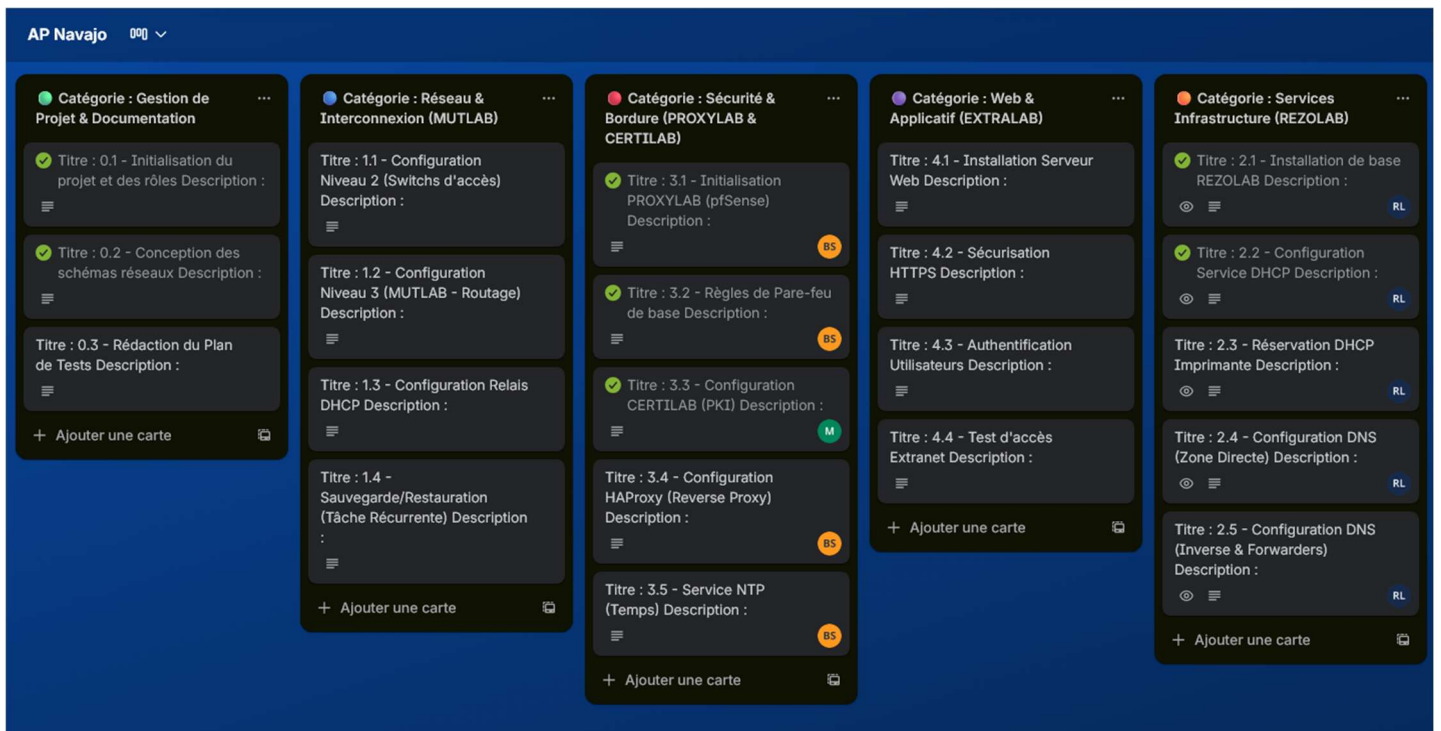 AP Navajo
Catégorie : Gestion de
Projet & Documentation
Titre : 0.1 - Initialisation du
projet et des rôles Description :
Titre : 0.2 - Conception des
schémas réseaux Description :
Titre : 0.3 - Rédaction du Plan
de Tests Description :
+ Ajouter une carte
Catégorie : Réseau &
Interconnexion (MUTLAB)
Titre : 1.1 - Configuration
Niveau 2 (Switchs d'accès)
Description :
Titre : 1.2 - Configuration
Niveau 3 (MUTLAB - Routage)
Description :
Titre : 1.3 - Configuration Relais
DHCP Description :
Titre : 1.4 -
Sauvegarde/Restauration
(Tâche Récurrente) Description
:
+ Ajouter une carte
Catégorie : Sécurité &
Bordure (PROXYLAB &
CERTILAB)
Titre : 3.1 - Initialisation
PROXYLAB (pfSense)
Description :
BS
Titre : 3.2 - Règles de Pare-feu
de base Description :
BS
Titre : 3.3 - Configuration
CERTILAB (PKI) Description :
M
Titre : 3.4 - Configuration
HAProxy (Reverse Proxy)
Description :
BS
Titre : 3.5 - Service NTP
(Temps) Description :
BS
+ Ajouter une carte
Catégorie : Web &
Applicatif (EXTRALAB)
Titre : 4.1 - Installation Serveur
Web Description :
Titre : 4.2 - Sécurisation
HTTPS Description :
Titre : 4.3 - Authentification
Utilisateurs Description :
Titre : 4.4 - Test d'accès
Extranet Description :
+ Ajouter une carte
Catégorie : Services
Infrastructure (REZOLAB)
Titre : 2.1 - Installation de base
REZOLAB Description :
RL
Titre : 2.2 - Configuration
Service DHCP Description :
RL
Titre : 2.3 - Réservation DHCP
Imprimante Description :
RL
Titre : 2.4 - Configuration DNS
(Zone Directe) Description :
RL
Titre : 2.5 - Configuration DNS
(Inverse & Forwarders)
Description :
RL
+ Ajouter une carte